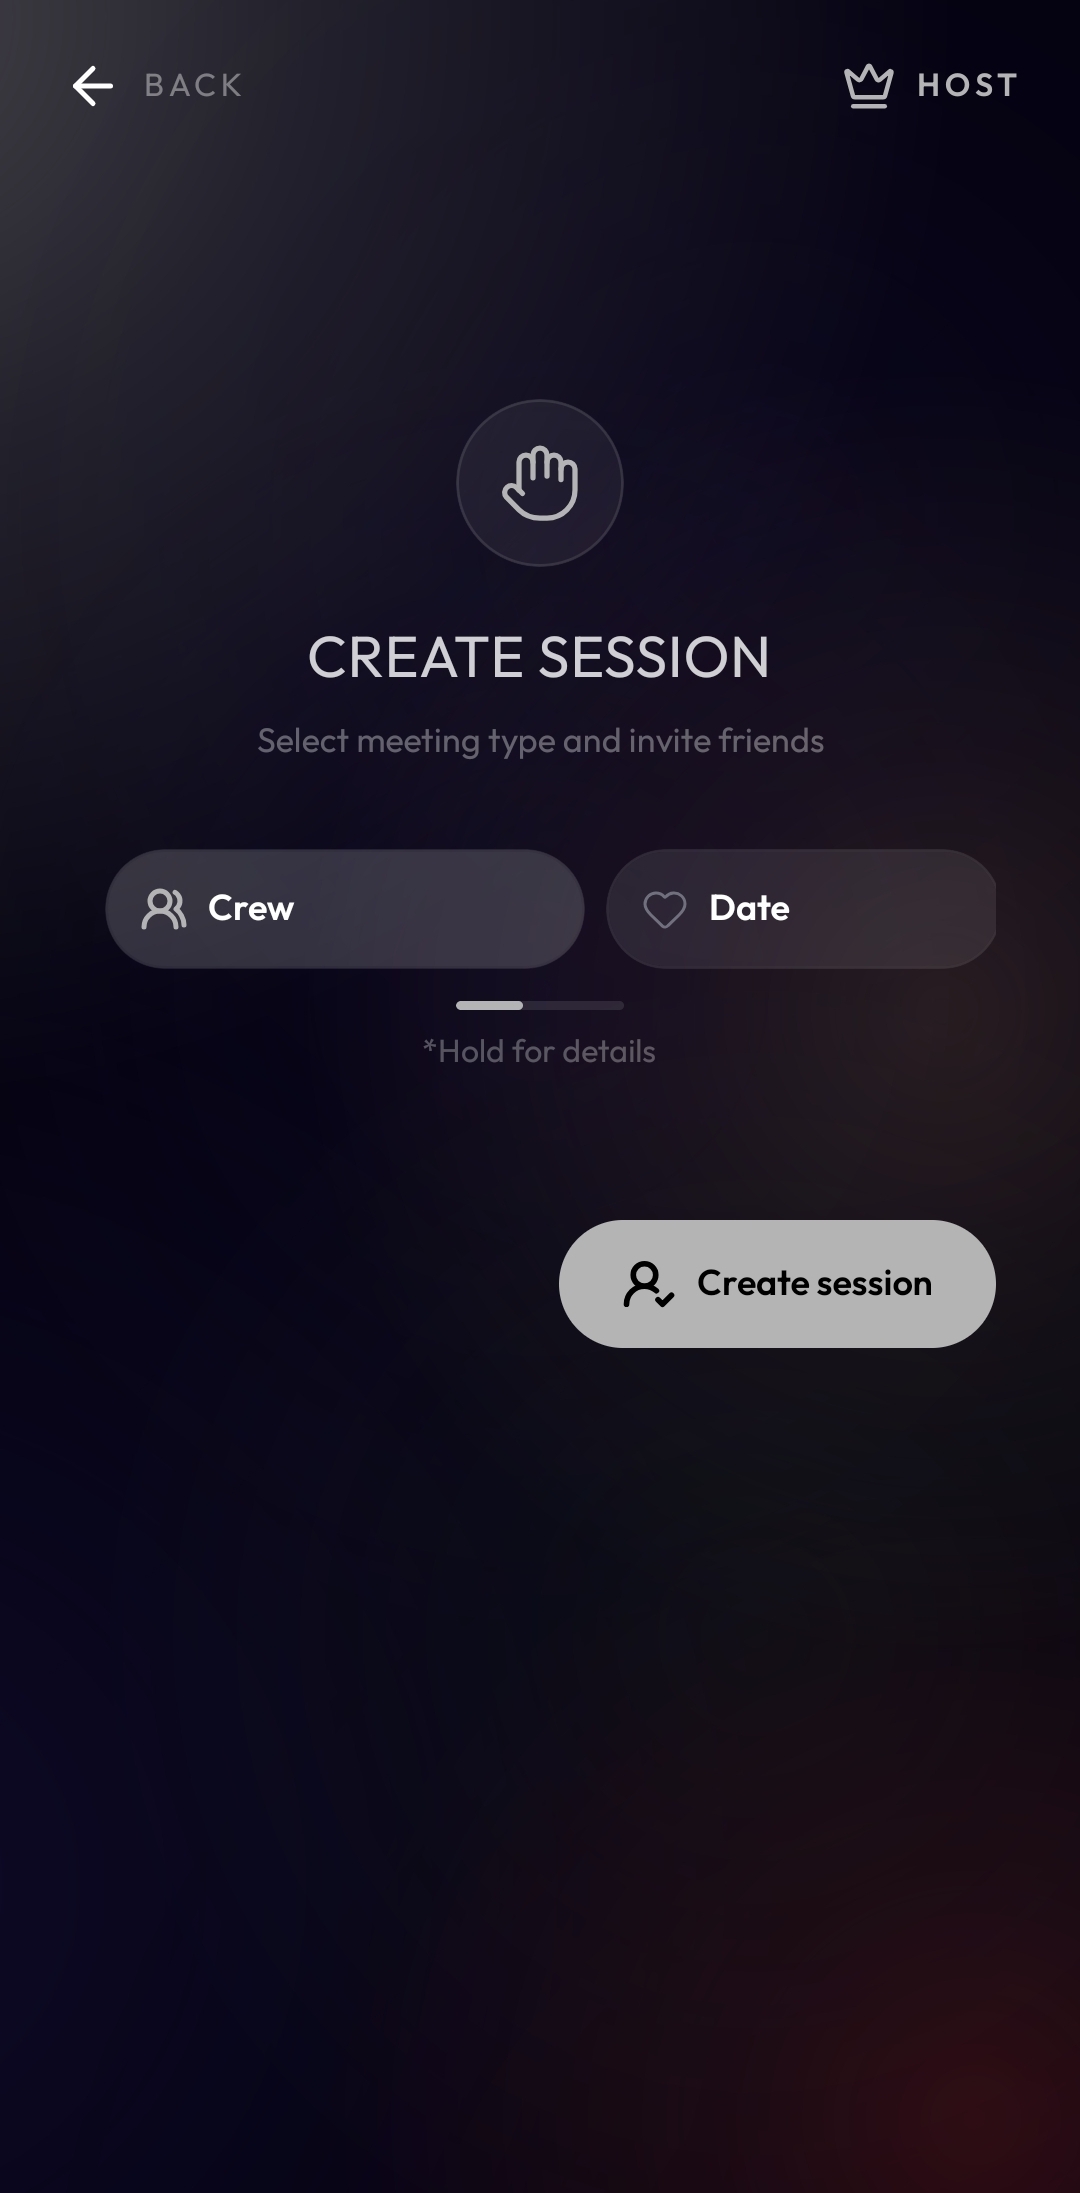 BACK
HOST
CREATE SESSION
Select meeting type and invite friends
Crew
Date
*Hold for details
Create session